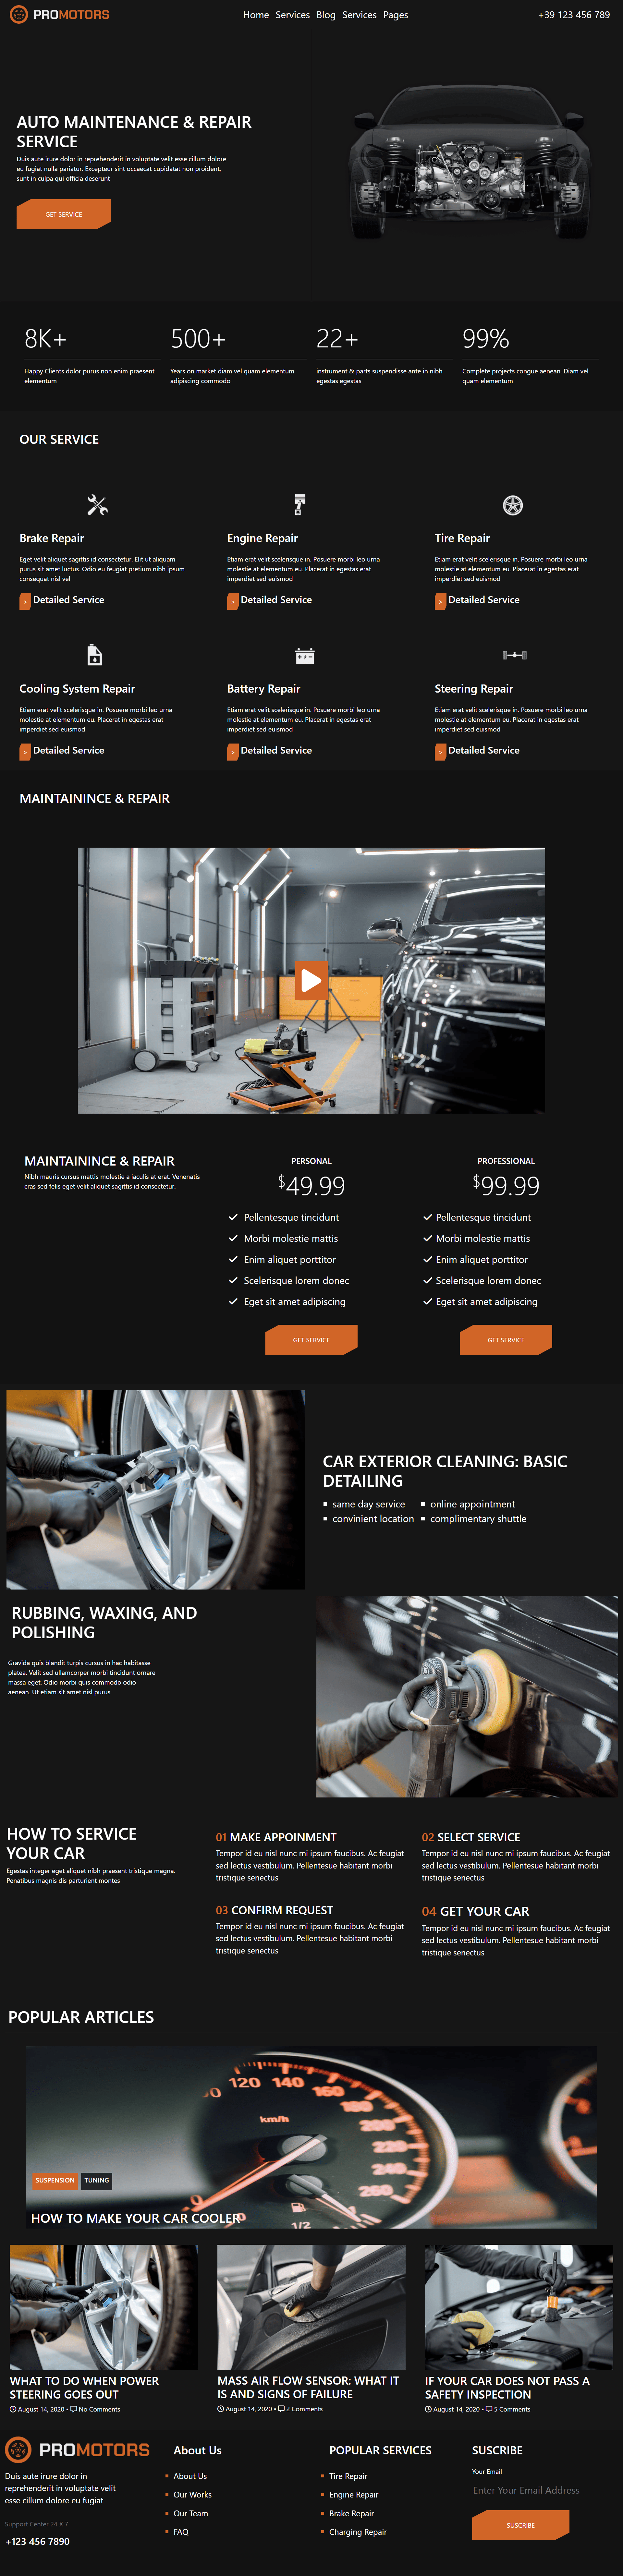 PROMOTORS
Home Services Blog Services Pages
+39 123 456 789
AUTO MAINTENANCE & REPAIR
SERVICE
Duis aute irure dolor in reprehenderit in voluptate velit esse cillum dolore
eu fugiat nulla pariatur. Excepteur sint occaecat cupidatat non proident,
sunt in culpa qui officia deserunt
GET SERVICE
8K+
Happy Clients dolor purus non enim praesent
elementum
500+
Years on market diam vel quam elementum
adipiscing commodo
22+
instrument & parts suspendisse ante in nibh
egestas egestas
99%
Complete projects congue aenean. Diam vel
quam elementum
OUR SERVICE
Brake Repair
Eget velit aliquet sagittis id consectetur. Elit ut aliquam
purus sit amet luctus. Odio eu feugiat pretium nibh ipsum
consequat nisl vel
> Detailed Service
Engine Repair
Etiam erat velit scelerisque in. Posuere morbi leo urna
molestie at elementum eu. Placerat in egestas erat
imperdiet sed euismod
> Detailed Service
Tire Repair
Etiam erat velit scelerisque in. Posuere morbi leo urna
molestie at elementum eu. Placerat in egestas erat
imperdiet sed euismod
> Detailed Service
Cooling System Repair
Etiam erat velit scelerisque in. Posuere morbi leo urna
molestie at elementum eu. Placerat in egestas erat
imperdiet sed euismod
> Detailed Service
Battery Repair
Etiam erat velit scelerisque in. Posuere morbi leo urna
molestie at elementum eu. Placerat in egestas erat
imperdiet sed euismod
> Detailed Service
Steering Repair
Etiam erat velit scelerisque in. Posuere morbi leo urna
molestie at elementum eu. Placerat in egestas erat
imperdiet sed euismod
> Detailed Service
MAINTAININCE & REPAIR
MAINTAININCE & REPAIR
Nibh mauris cursus mattis molestie a iaculis at erat. Venenatis
cras sed felis eget velit aliquet sagittis id consectetur.
PERSONAL
$49.99
Pellentesque tincidunt
Morbi molestie mattis
Enim aliquet porttitor
Scelerisque lorem donec
Eget sit amet adipiscing
GET SERVICE
PROFESSIONAL
$99.99
Pellentesque tincidunt
Morbi molestie mattis
Enim aliquet porttitor
Scelerisque lorem donec
Eget sit amet adipiscing
GET SERVICE
CAR EXTERIOR CLEANING: BASIC
DETAILING
same day service
convinient location
online appointment
complimentary shuttle
RUBBING, WAXING, AND
POLISHING
Gravida quis blandit turpis cursus in hac habitasse
platea. Velit sed ullamcorper morbi tincidunt ornare
massa eget. Odio morbi quis commodo odio
aenean. Ut etiam sit amet nisl purus
HOW TO SERVICE
YOUR CAR
Egestas integer eget aliquet nibh praesent tristique magna.
Penatibus magnis dis parturient montes
01 MAKE APPOINMENT
Tempor id eu nisl nunc mi ipsum faucibus. Ac feugiat
sed lectus vestibulum. Pellentesue habitant morbi
tristique senectus
02 SELECT SERVICE
Tempor id eu nisl nunc mi ipsum faucibus. Ac feugiat
sed lectus vestibulum. Pellentesue habitant morbi
tristique senectus
03 CONFIRM REQUEST
Tempor id eu nisl nunc mi ipsum faucibus. Ac feugiat
sed lectus vestibulum. Pellentesue habitant morbi
tristique senectus
04 GET YOUR CAR
Tempor id eu nisl nunc mi ipsum faucibus. Ac feugiat
sed lectus vestibulum. Pellentesue habitant morbi
tristique senectus
POPULAR ARTICLES
120 140 160
180
km/h
200
220
240
260
SUSPENSION TUNING
HOW TO MAKE YOUR CAR COOLER
1/2
WHAT TO DO WHEN POWER
STEERING GOES OUT
August 14, 2020 • No Comments
MASS AIR FLOW SENSOR: WHAT IT
IS AND SIGNS OF FAILURE
August 14, 2020 • 2 Comments
IF YOUR CAR DOES NOT PASS A
SAFETY INSPECTION
August 14, 2020 • 5 Comments
PROMOTORS
Duis aute irure dolor in
reprehenderit in voluptate velit
esse cillum dolore eu fugiat
Support Center 24 X 7
+123 456 7890
About Us
About Us
Our Works
Our Team
FAQ
POPULAR SERVICES
Tire Repair
Engine Repair
Brake Repair
Charging Repair
SUSCRIBE
Your Email
Enter Your Email Address
SUSCRIBE